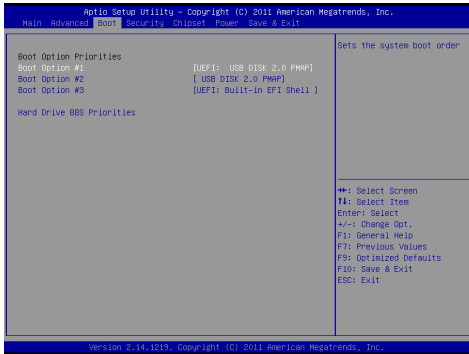 Aptio Setup Utility – Copyright (C) 2011 American Megatrends, Inc.
Main Advanced Boot Security Chipset Power Save & Exit
Sets the system boot order
Boot Option Priorities
Boot Option #1 [UEFI: USB DISK 2.0 PMAP]
Boot Option #2 [ USB DISK 2.0 PMAP]
Boot Option #3 [UEFI: Built-in EFI Shell ]
Hard Drive BBS Priorities
→←: Select Screen
↑↓: Select Item
Enter: Select
+/-: Change Opt.
F1: General Help
F7: Previous Values
F9: Optimized Defaults
F10: Save & Exit
ESC: Exit
Version 2.14.1219. Copyright (C) 2011 American Megatrends, Inc.